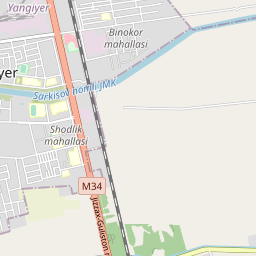 Yangiyer
Binokor
mahallasi
yer
Sarkisov nomli JMK
Shodlik
mahallasi
M34
Jizzax-Guliston